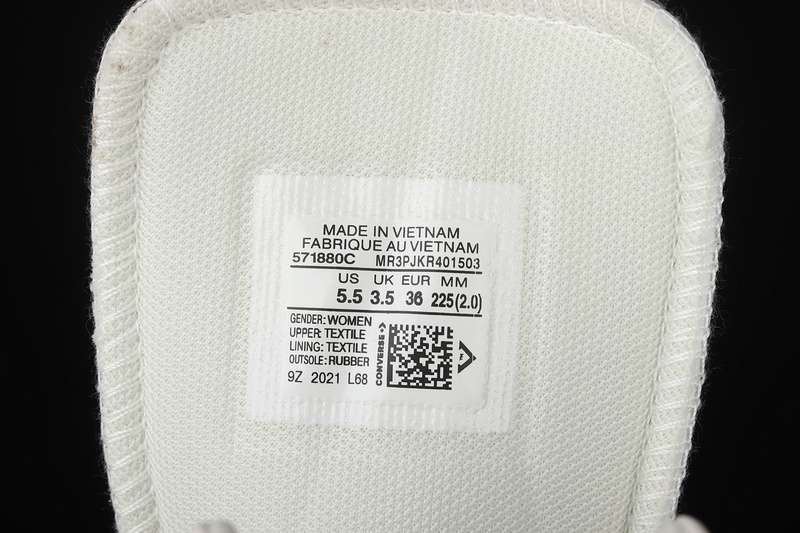 MADE IN VIETNAM
FABRIQUE AU VIETNAM
571880C MR3PJKR401503
US UK EUR MM
5.5 3.5 36 225(2.0)
GENDER: WOMEN
UPPER: TEXTILE
LINING: TEXTILE
OUTSOLE: RUBBER
9Z 2021 L68
CONVERSE